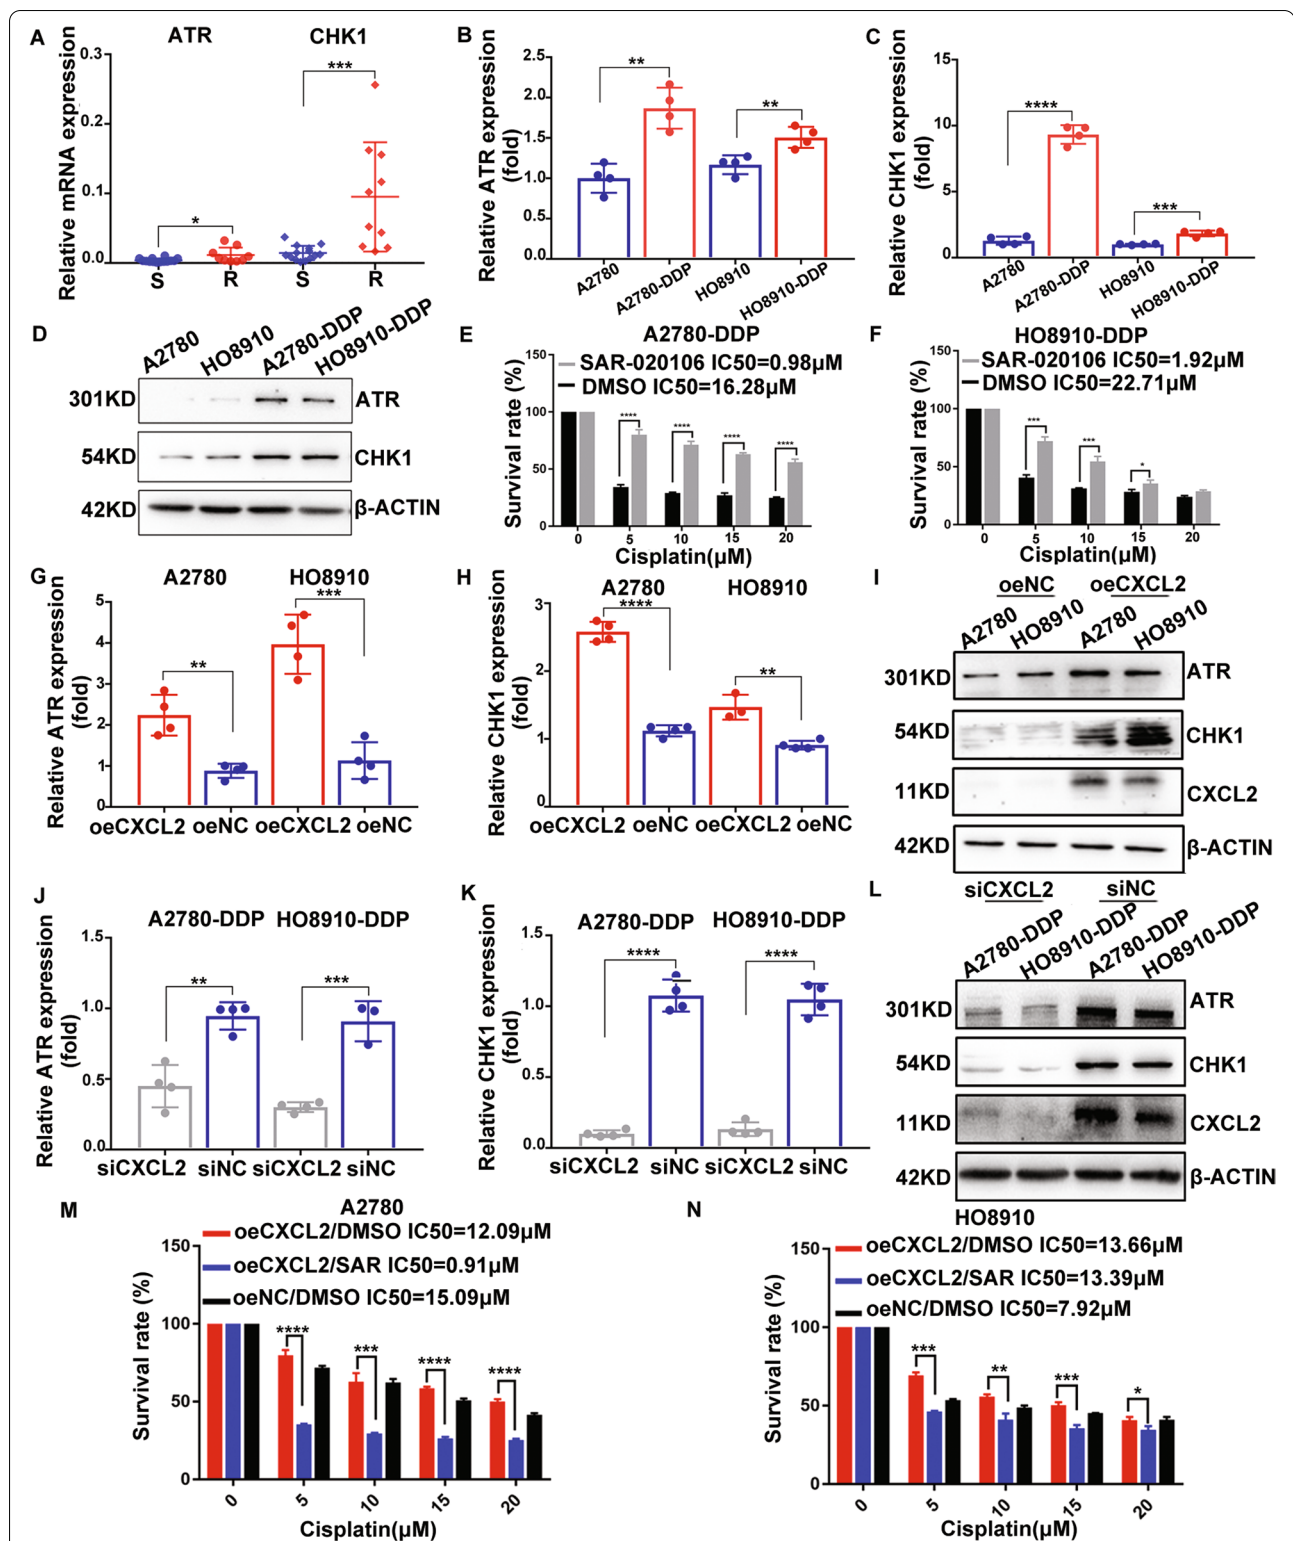 A
ATR
CHK1
Relative mRNA expression
0.3
0.2
0.1
0.0
*
***
S
R
S
R
B
Relative ATR expression
(fold)
2.5
2.0
1.5
1.0
0.5
0.0
**
**
A2780
A2780-DDP
HO8910
HO8910-DDP
C
Relative CHK1 expression
(fold)
15
10
5
0
****
***
A2780
A2780-DDP
HO8910
HO8910-DDP
D
A2780
HO8910
A2780-DDP
HO8910-DDP
301KD
ATR
54KD
CHK1
42KD
β-ACTIN
E
A2780-DDP
SAR-020106 IC50=0.98μM
DMSO IC50=16.28μM
Survival rate (%)
150
100
50
0
****
****
****
****
0
5
10
15
20
Cisplatin(μM)
F
HO8910-DDP
SAR-020106 IC50=1.92μM
DMSO IC50=22.71μM
Survival rate (%)
150
100
50
0
***
***
*
0
5
10
15
20
Cisplatin(μM)
G
A2780
HO8910
Relative ATR expression
(fold)
5
4
3
2
1
0
**
***
oeCXCL2
oeNC
oeCXCL2
oeNC
H
A2780
HO8910
Relative CHK1 expression
(fold)
3
2
1
0
****
**
oeCXCL2
oeNC
oeCXCL2
oeNC
I
oeNC
oeCXCL2
A2780
HO8910
A2780
HO8910
301KD
ATR
54KD
CHK1
11KD
CXCL2
42KD
β-ACTIN
J
A2780-DDP
HO8910-DDP
Relative ATR expression
(fold)
1.5
1.0
0.5
0.0
**
***
siCXCL2
siNC
siCXCL2
siNC
K
A2780-DDP
HO8910-DDP
Relative CHK1 expression
(fold)
1.5
1.0
0.5
0.0
****
****
siCXCL2
siNC
siCXCL2
siNC
L
siCXCL2
siNC
A2780-DDP
HO8910-DDP
A2780-DDP
HO8910-DDP
301KD
ATR
54KD
CHK1
11KD
CXCL2
42KD
β-ACTIN
M
A2780
oeCXCL2/DMSO IC50=12.09μM
oeCXCL2/SAR IC50=0.91μM
oeNC/DMSO IC50=15.09μM
Survival rate (%)
150
100
50
0
****
***
****
****
0
5
10
15
20
Cisplatin(μM)
N
HO8910
oeCXCL2/DMSO IC50=13.66μM
oeCXCL2/SAR IC50=13.39μM
oeNC/DMSO IC50=7.92μM
Survival rate (%)
150
100
50
0
***
**
***
*
0
5
10
15
20
Cisplatin(μM)